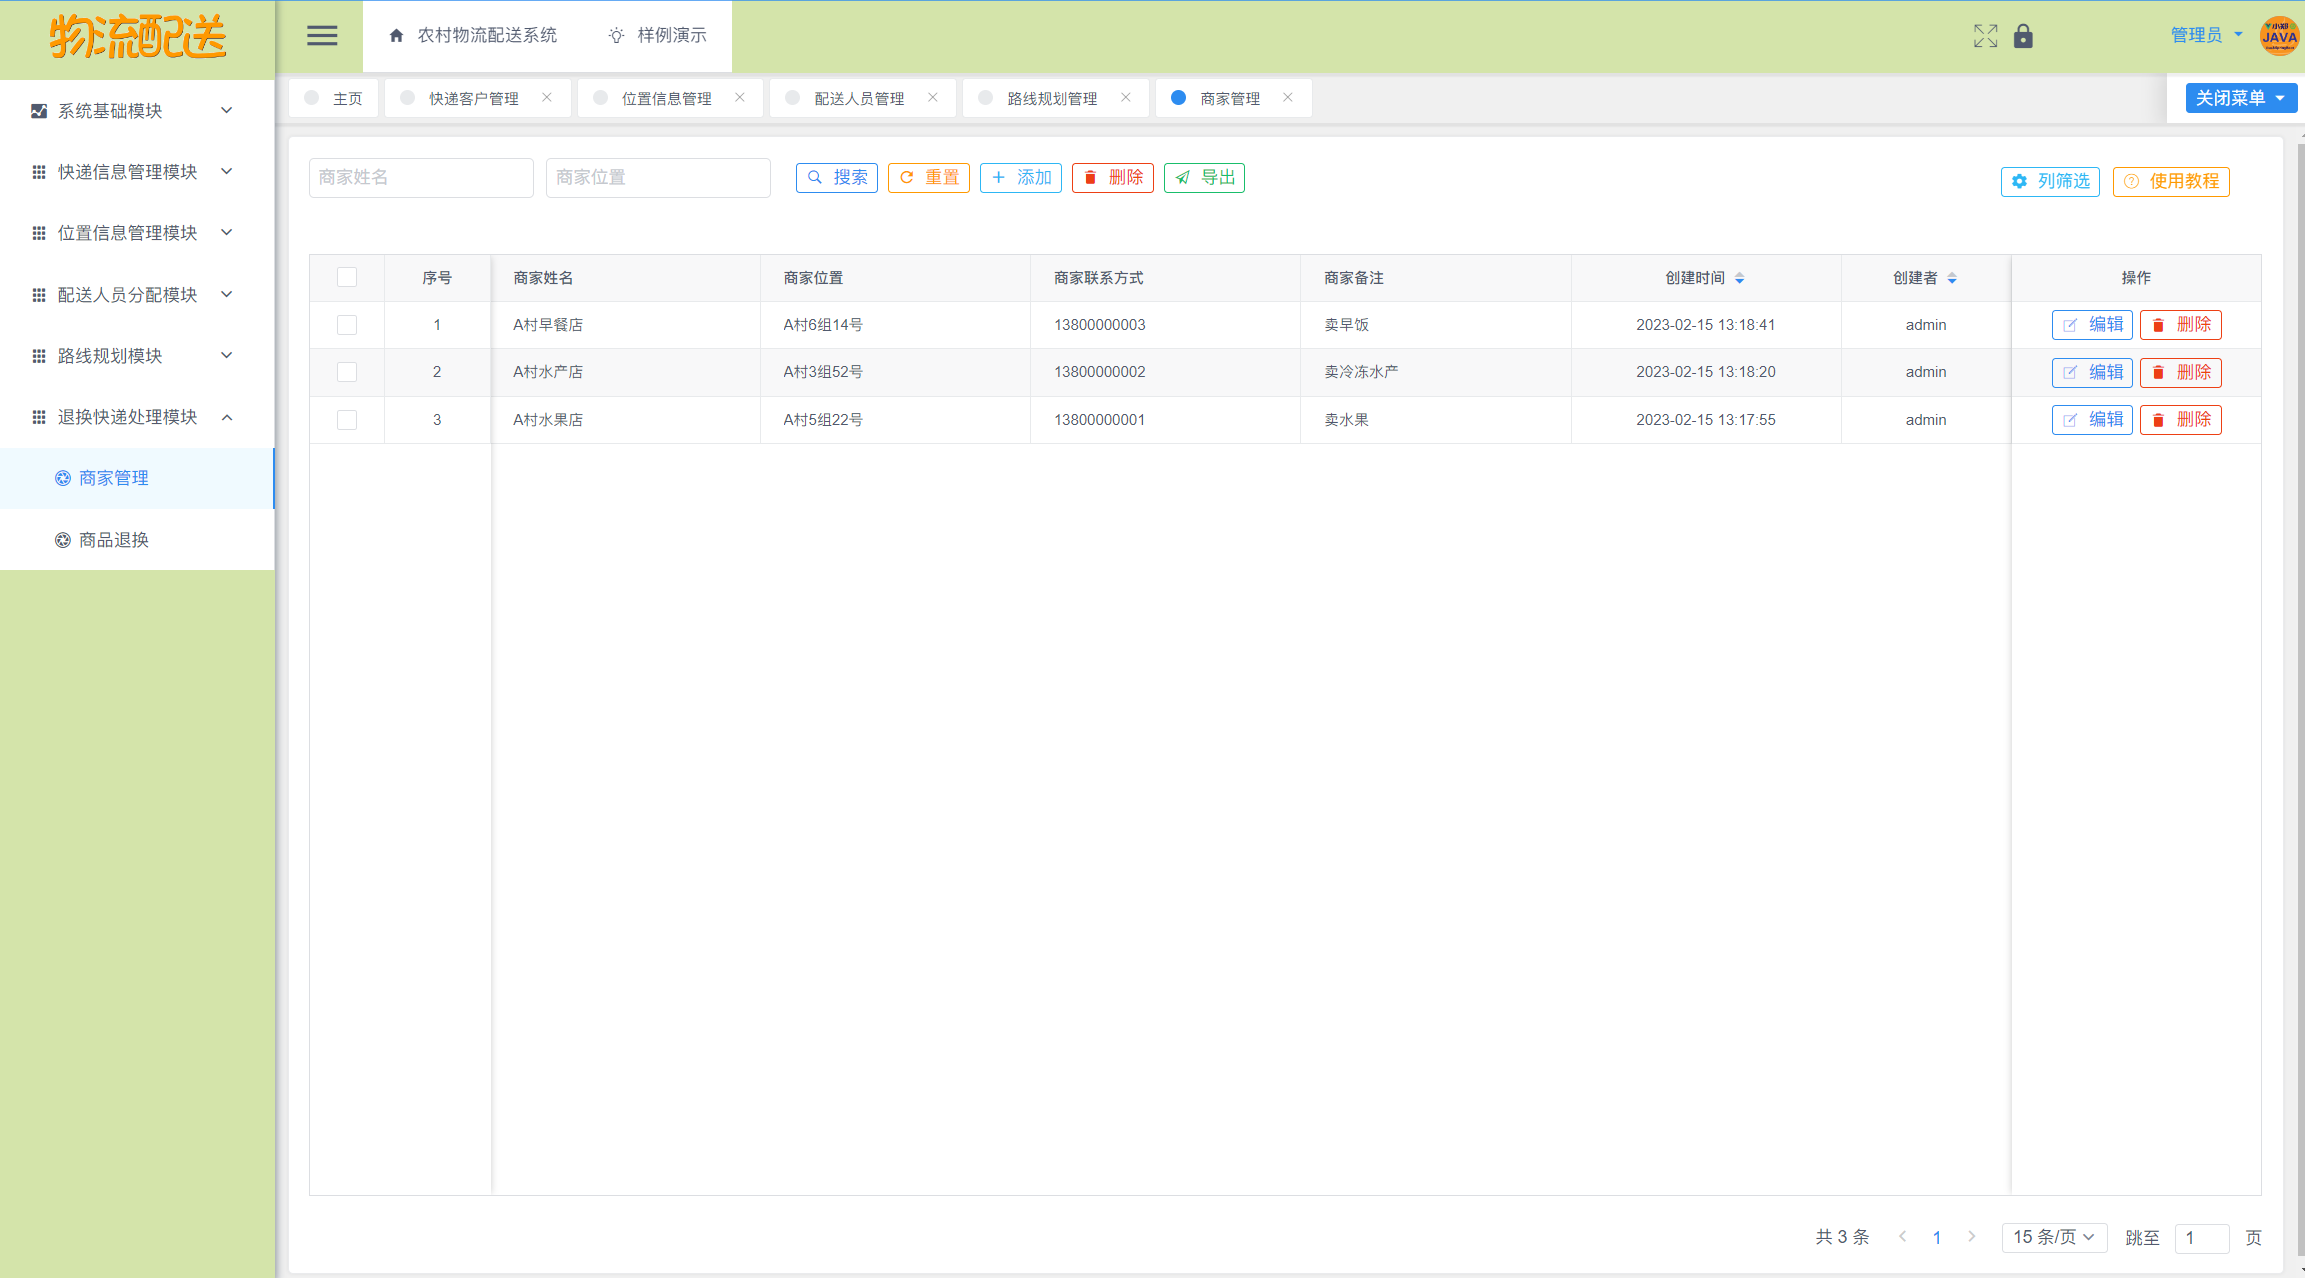 物流配送
农村物流配送系统
样例演示
管理员
小郑
JAVA
主页
快递客户管理
位置信息管理
配送人员管理
路线规划管理
商家管理
关闭菜单
系统基础模块
快递信息管理模块
位置信息管理模块
配送人员分配模块
路线规划模块
退换快递处理模块
商家管理
商品退换
商家姓名
商家位置
搜索
重置
添加
删除
导出
列筛选
使用教程
序号 商家姓名 商家位置 商家联系方式 商家备注 创建时间 创建者 操作
1 A村早餐店 A村6组14号 13800000003 卖早饭 2023-02-15 13:18:41 admin 编辑 删除
2 A村水产店 A村3组52号 13800000002 卖冷冻水产 2023-02-15 13:18:20 admin 编辑 删除
3 A村水果店 A村5组22号 13800000001 卖水果 2023-02-15 13:17:55 admin 编辑 删除
共 3 条 1 15 条/页 跳至 1 页